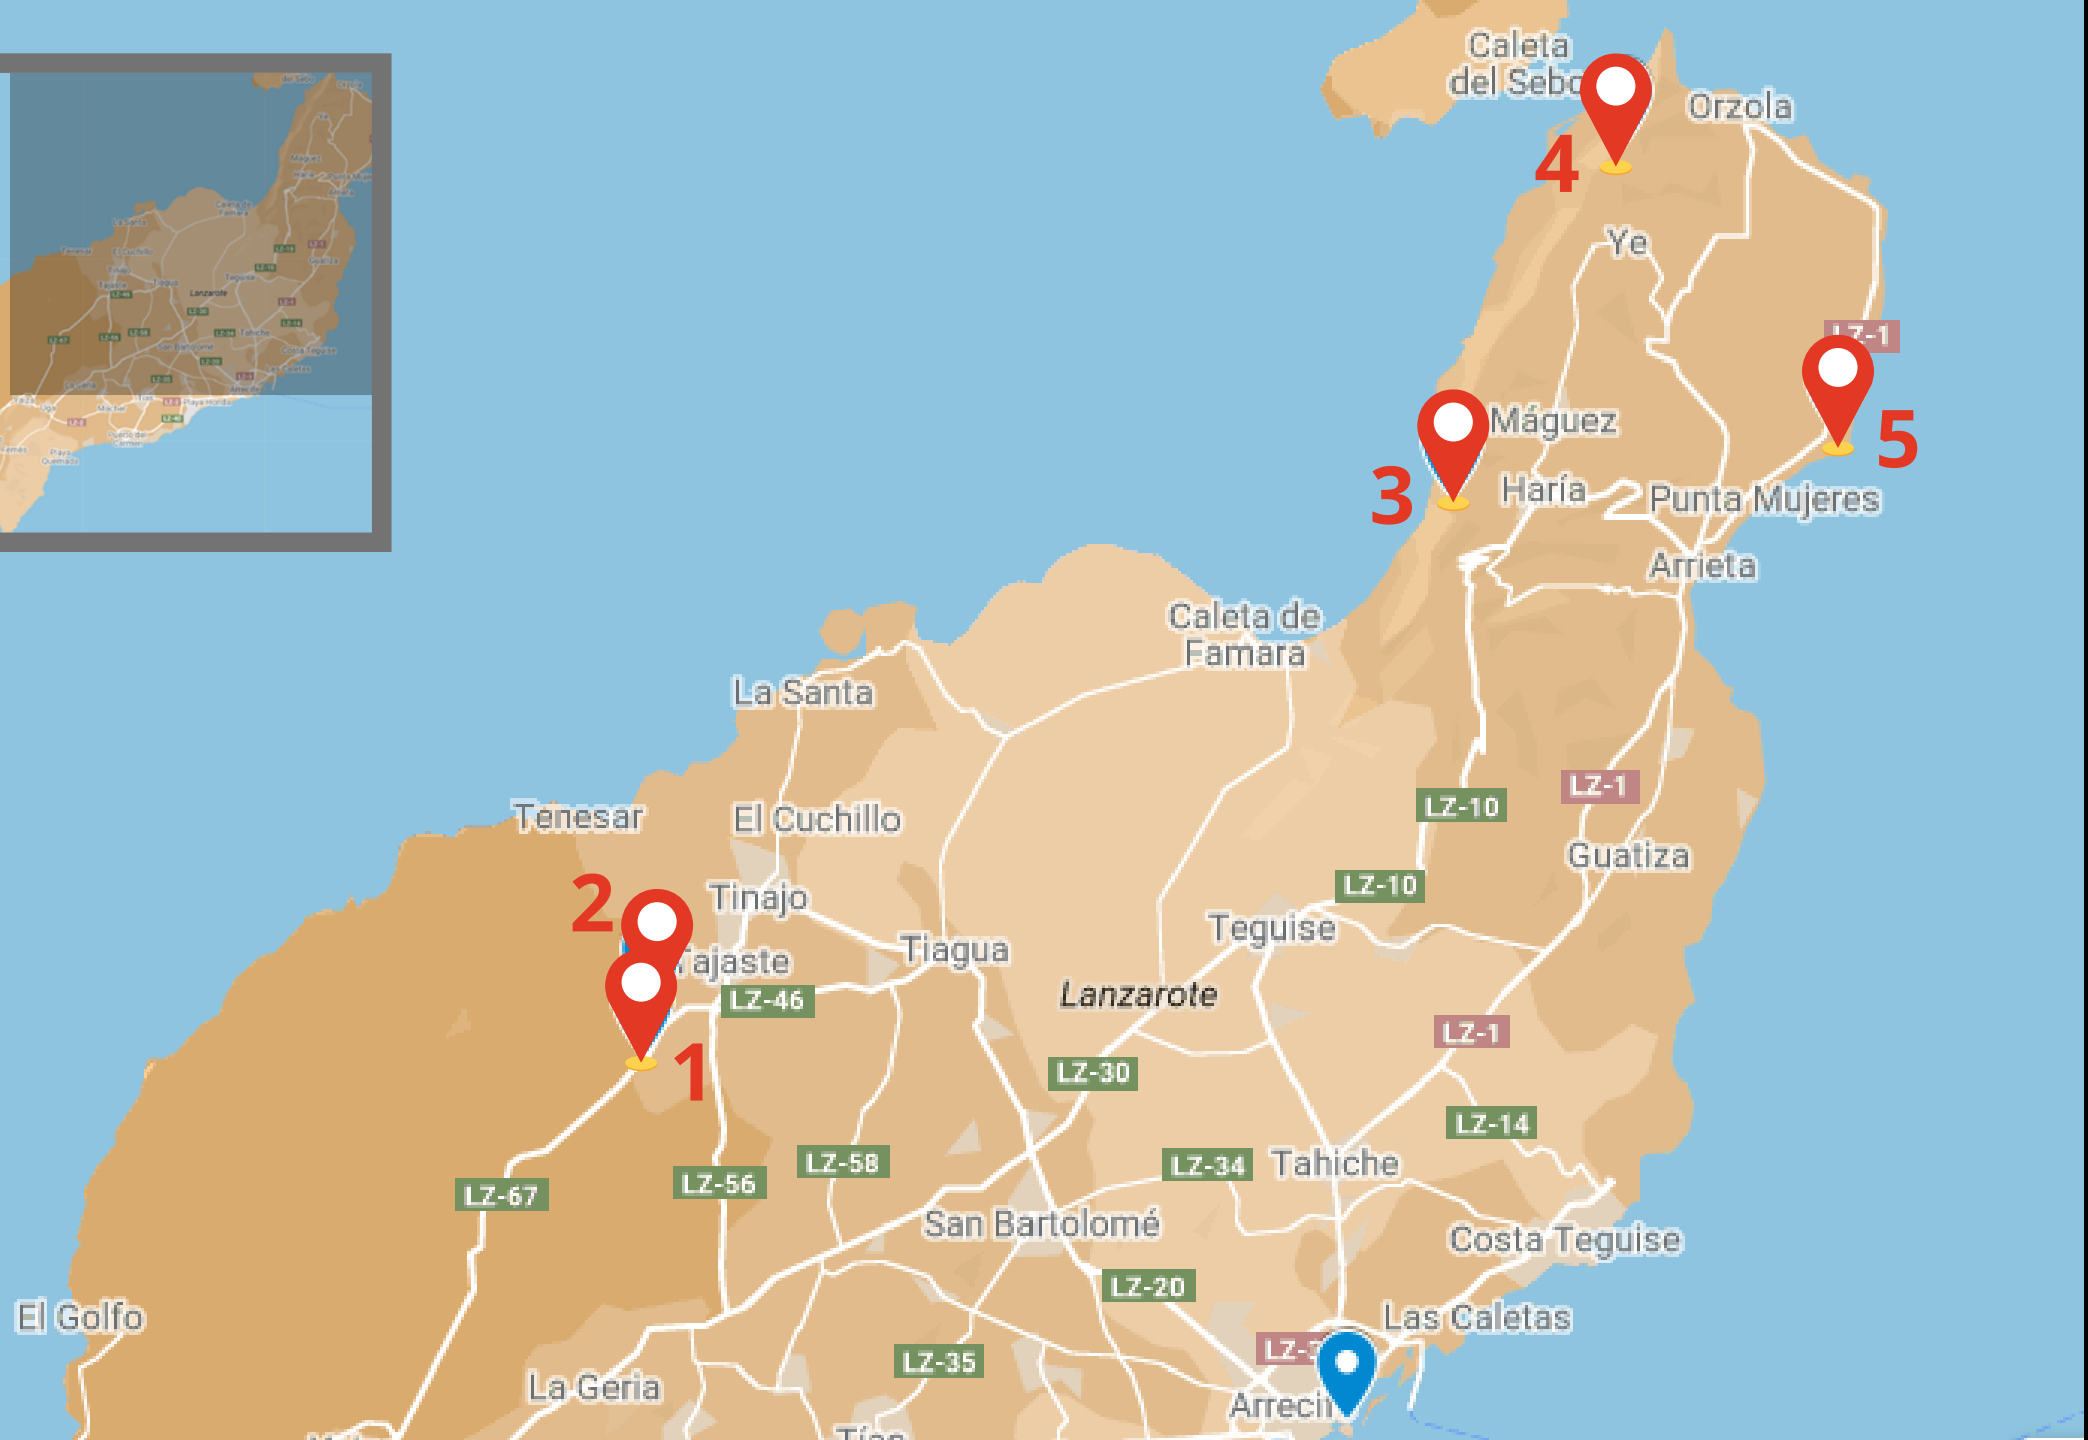 Caleta
del Sebo
Orzola
4
Ye
LZ-1
5
Máguez
3
Haría
Punta Mujeres
Arrieta
Caleta de
Famara
La Santa
LZ-10
LZ-1
Tenesar
El Cuchillo
Guatiza
2
Tinajo
LZ-10
Teguise
Tajaste
Tiagua
LZ-46
Lanzarote
LZ-1
1
LZ-30
LZ-14
LZ-58
LZ-34
Tahiche
LZ-67
LZ-56
San Bartolomé
Costa Teguise
LZ-20
El Golfo
Las Caletas
LZ-35
La Geria
Tías